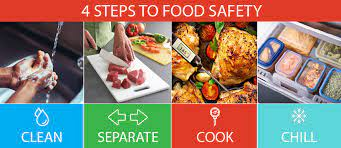 4 STEPS TO FOOD SAFETY
CLEAN
SEPARATE
COOK
CHILL